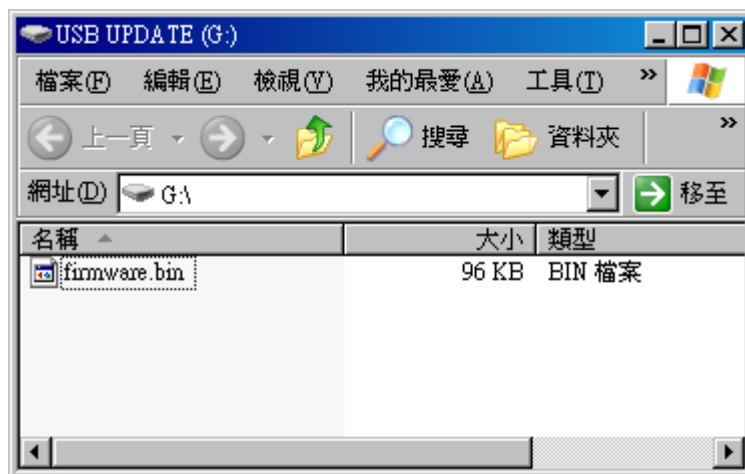 USB UPDATE (G:)
檔案(F) 編輯(E) 檢視(V) 我的最愛(A) 工具(T) »
上一頁 搜尋 資料夾 »
網址(D) G:\ 移至
名稱 大小 類型
firmware.bin 96 KB BIN 檔案